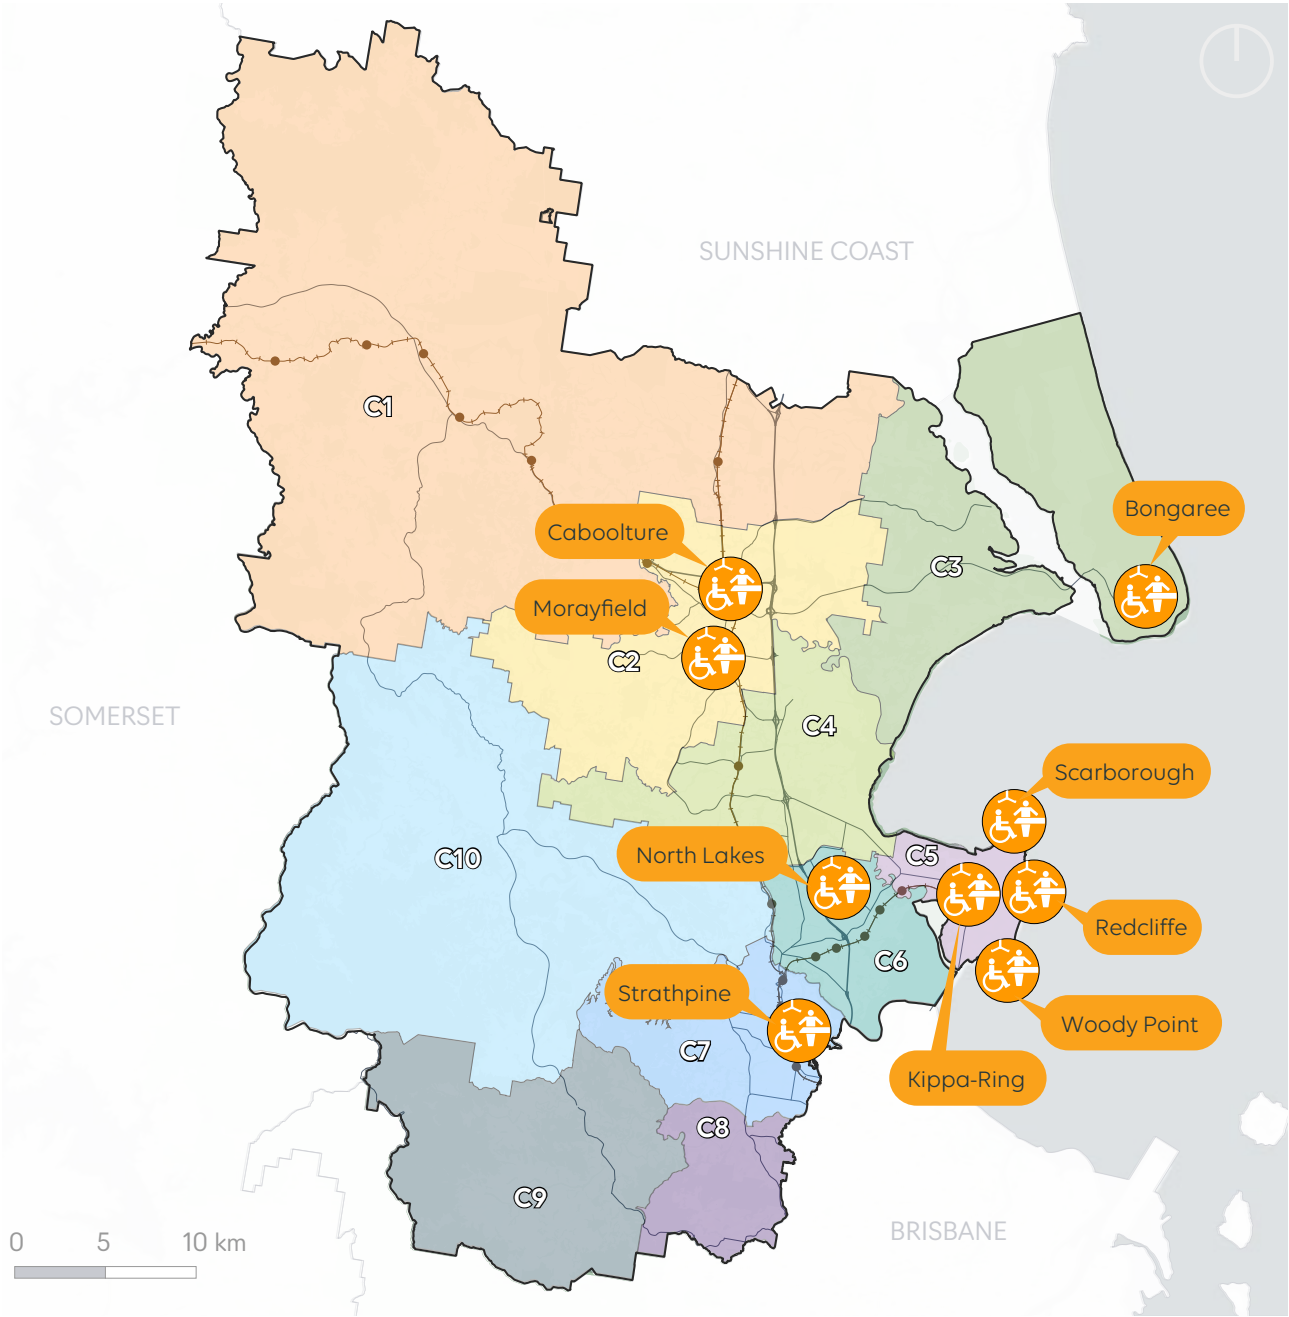 SUNSHINE COAST
C1
Bongaree
Caboolture
C3
Morayfield
C2
SOMERSET
C4
Scarborough
North Lakes
C5
C10
Redcliffe
C6
Strathpine
Woody Point
C7
Kippa-Ring
C8
C9
BRISBANE
0 5 10 km